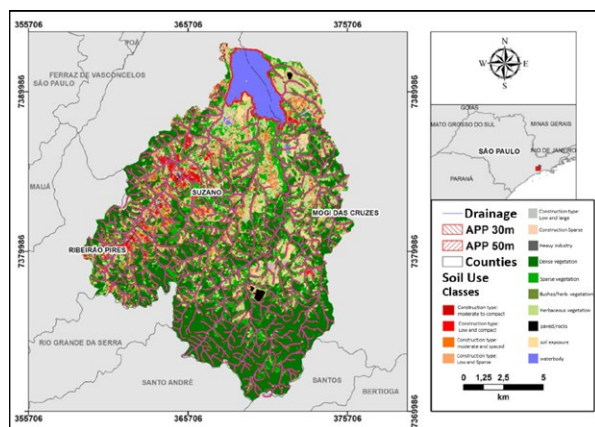 355706
365706
375706
7389986
7379986
7369986
7389986
7379986
POÁ
FERRAZ DE VASCONCELOS
SÃO PAULO
MAUÁ
SUZANO
MOGI DAS CRUZES
RIBEIRÃO PIRES
RIO GRANDE DA SERRA
SANTO ANDRÉ
SANTOS
BERTIOGA
355706
365706
375706
N
W
E
S
GOIÁS
MATO GROSSO DO SUL
MINAS GERAIS
RIO DE JANEIRO
SÃO PAULO
PARANÁ
Drainage
APP 30m
APP 50m
Counties
Soil Use
Classes
Construction type:
moderate to compact
Construction type:
Low and compact
Construction type:
moderate and spaced
Construction type:
Low and Sparse
Construction type:
Low and large
Construction Sparse
Heavy industry
Dense vegetation
Sparse vegetation
Bushes/herb vegetation
Herbaceous vegetation
paved/rocks
soil exposure
waterbody
0 1,25 2,5 5
km